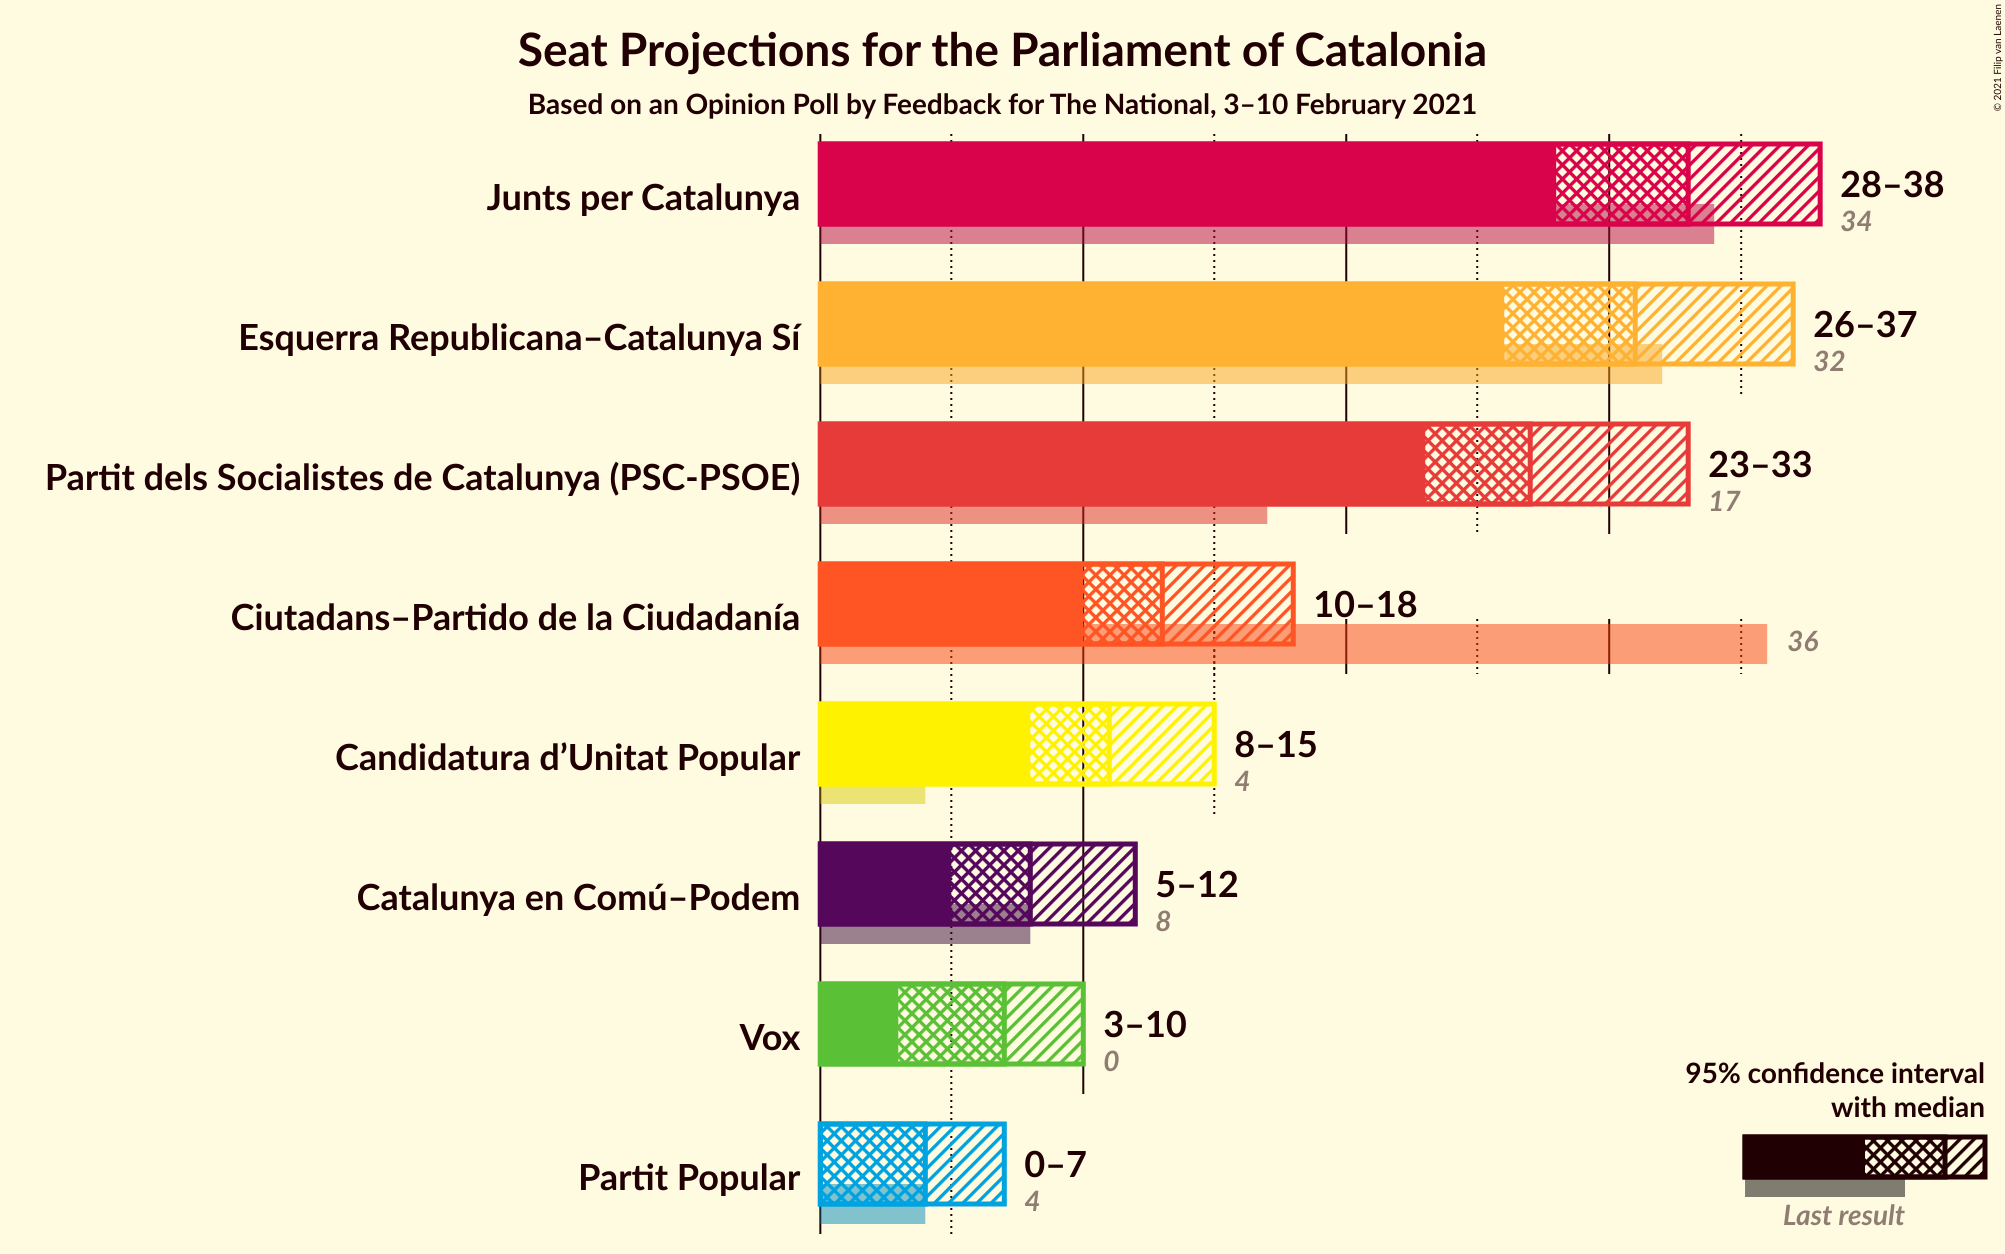 Seat Projections for the Parliament of Catalonia
Based on an Opinion Poll by Feedback for The National, 3–10 February 2021
© 2021 Filip van Laenen
Junts per Catalunya
28–38
34
Esquerra Republicana–Catalunya Sí
26–37
32
Partit dels Socialistes de Catalunya (PSC-PSOE)
23–33
17
Ciutadans–Partido de la Ciudadanía
10–18
36
Candidatura d’Unitat Popular
8–15
4
Catalunya en Comú–Podem
5–12
8
Vox
3–10
0
Partit Popular
0–7
4
95% confidence interval
with median
Last result